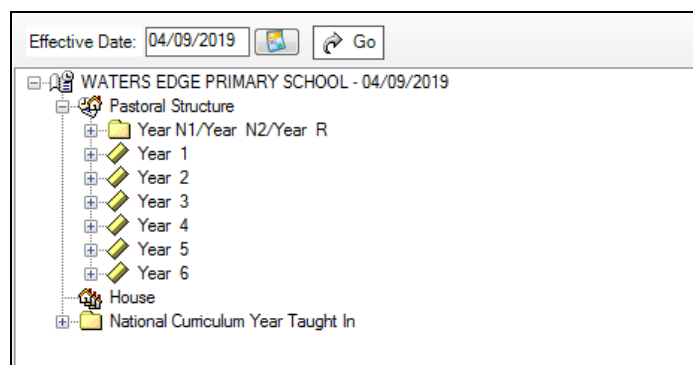 Effective Date: 04/09/2019 Go
WATERS EDGE PRIMARY SCHOOL - 04/09/2019
Pastoral Structure
Year N1/Year N2/Year R
Year 1
Year 2
Year 3
Year 4
Year 5
Year 6
House
National Curriculum Year Taught In